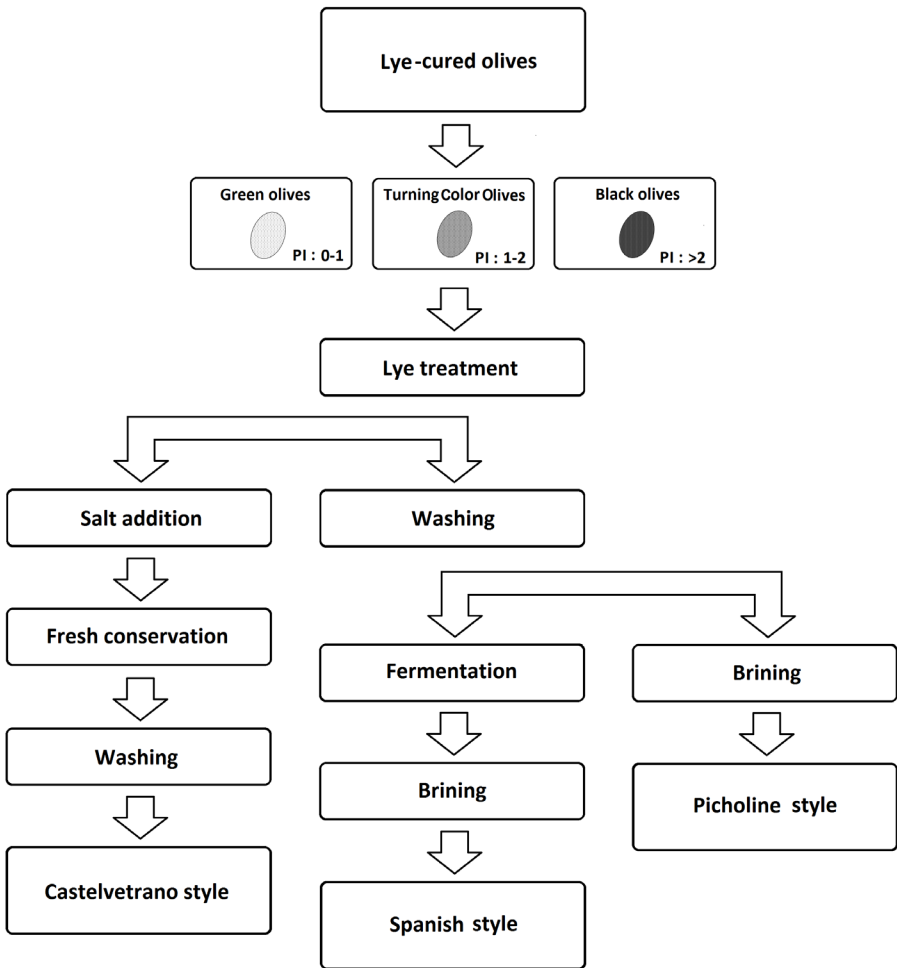 Lye-cured olives
Green olives
PI : 0-1
Turning Color Olives
PI : 1-2
Black olives
PI : >2
Lye treatment
Salt addition
Washing
Fresh conservation
Fermentation
Brining
Washing
Brining
Picholine style
Castelvetrano style
Spanish style